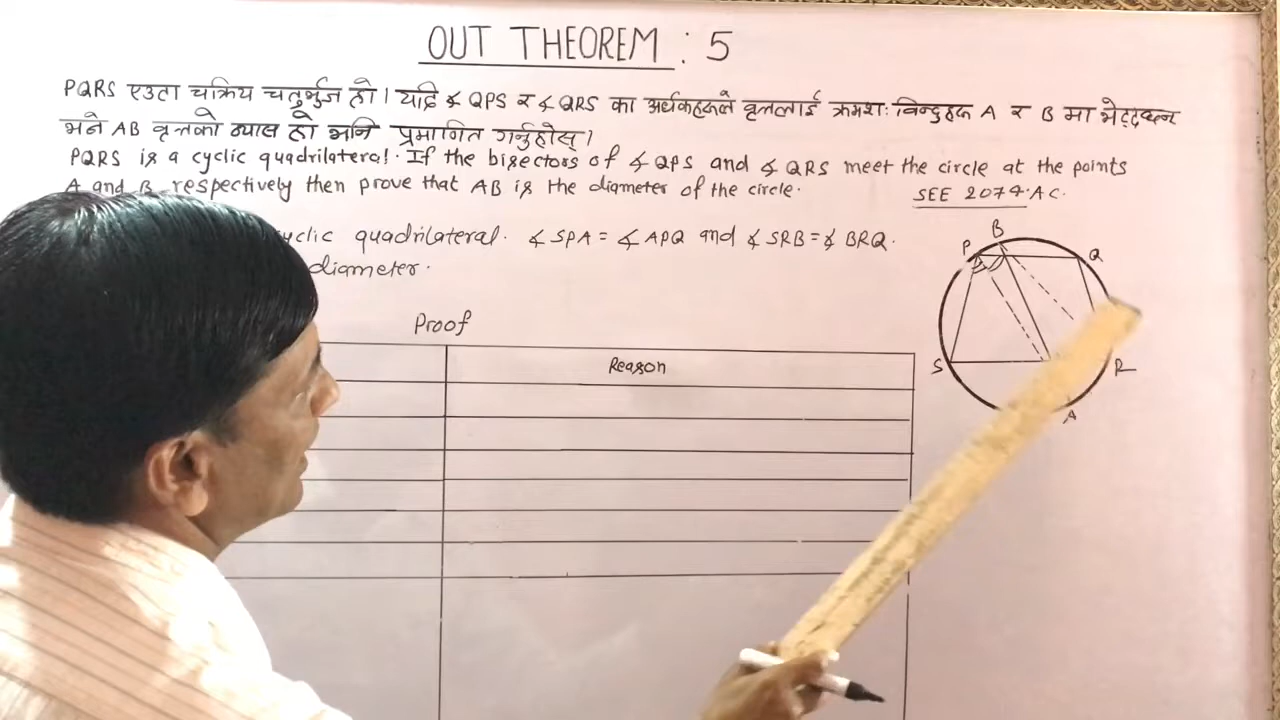 OUT THEOREM : 5
PQRS एउटा चक्रिय चतुर्भुज हो । यदि ∡ QPS र ∡ QRS का अर्धकहरूले वृत्तलाई क्रमशः बिन्दुहरू A र B मा भेट्दछन्
भने AB वृत्तको व्यास हो भनि प्रमाणित गर्नुहोस् ।
PQRS is a cyclic quadrilateral. If the bisectors of ∡ QPS and ∡ QRS meet the circle at the points
A and B respectively then prove that AB is the diameter of the circle.
SEE 2074.AC.
cyclic quadrilateral. ∡ SPA = ∡ APQ and ∡ SRB = ∡ BRQ.
diameter.
Proof
Reason
P B Q
S R
A